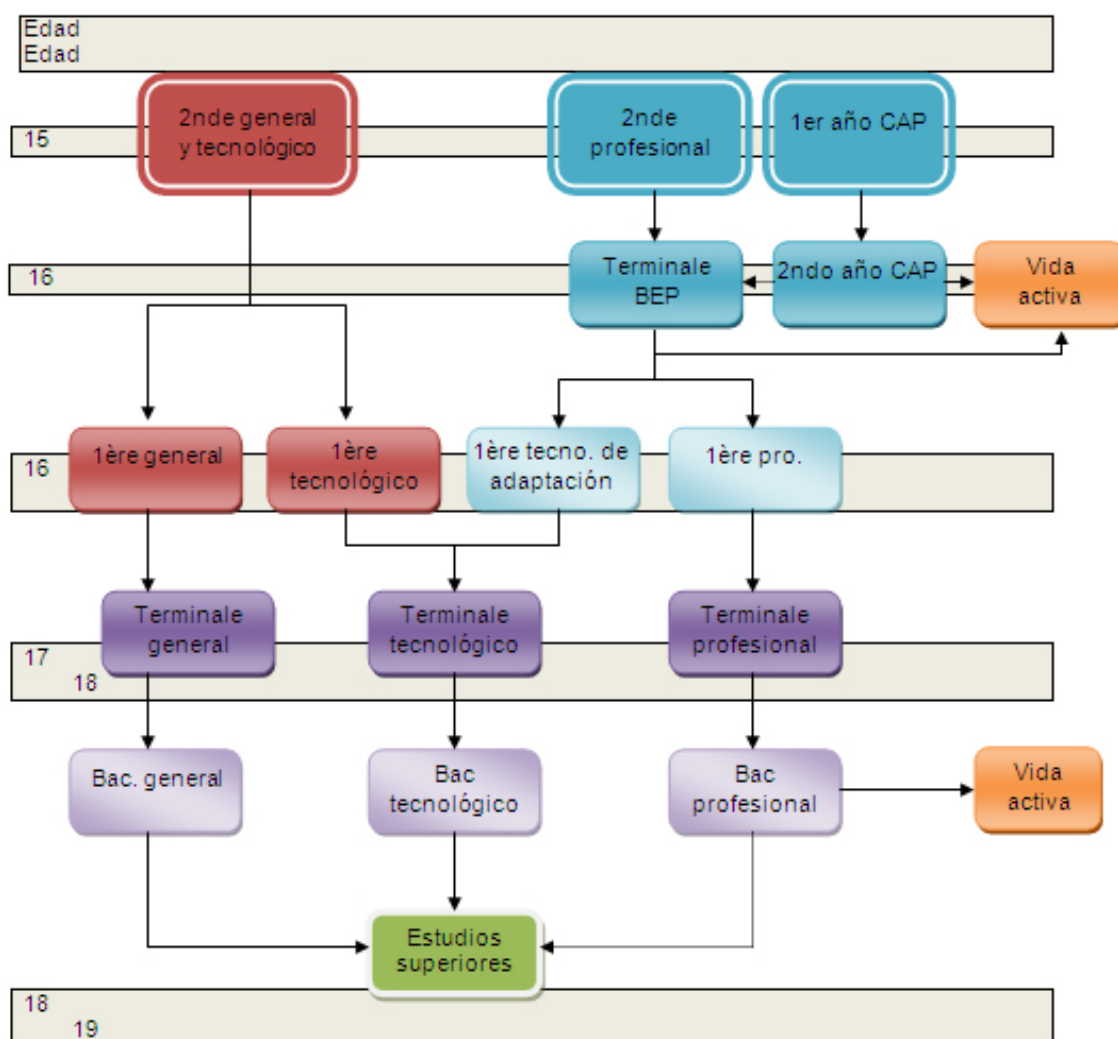 Edad
Edad
2nde general
y tecnológico
2nde
profesional
1er año CAP
15
Terminale
BEP
2ndo año CAP
Vida
activa
16
1ère general
1ère
tecnológico
1ère tecno. de
adaptación
1ère pro.
16
Terminale
general
Terminale
tecnológico
Terminale
profesional
17
18
Bac. general
Bac
tecnológico
Bac
profesional
Vida
activa
Estudios
superiores
18
19